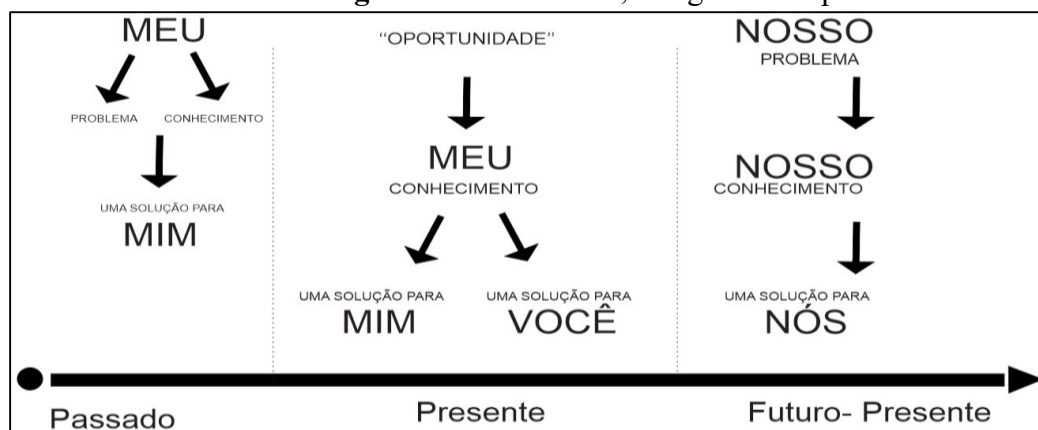 MEU
PROBLEMA CONHECIMENTO
UMA SOLUÇÃO PARA
MIM
“OPORTUNIDADE”
MEU
CONHECIMENTO
UMA SOLUÇÃO PARA
MIM
UMA SOLUÇÃO PARA
VOCÊ
NOSSO
PROBLEMA
NOSSO
CONHECIMENTO
UMA SOLUÇÃO PARA
NÓS
Passado
Presente
Futuro- Presente